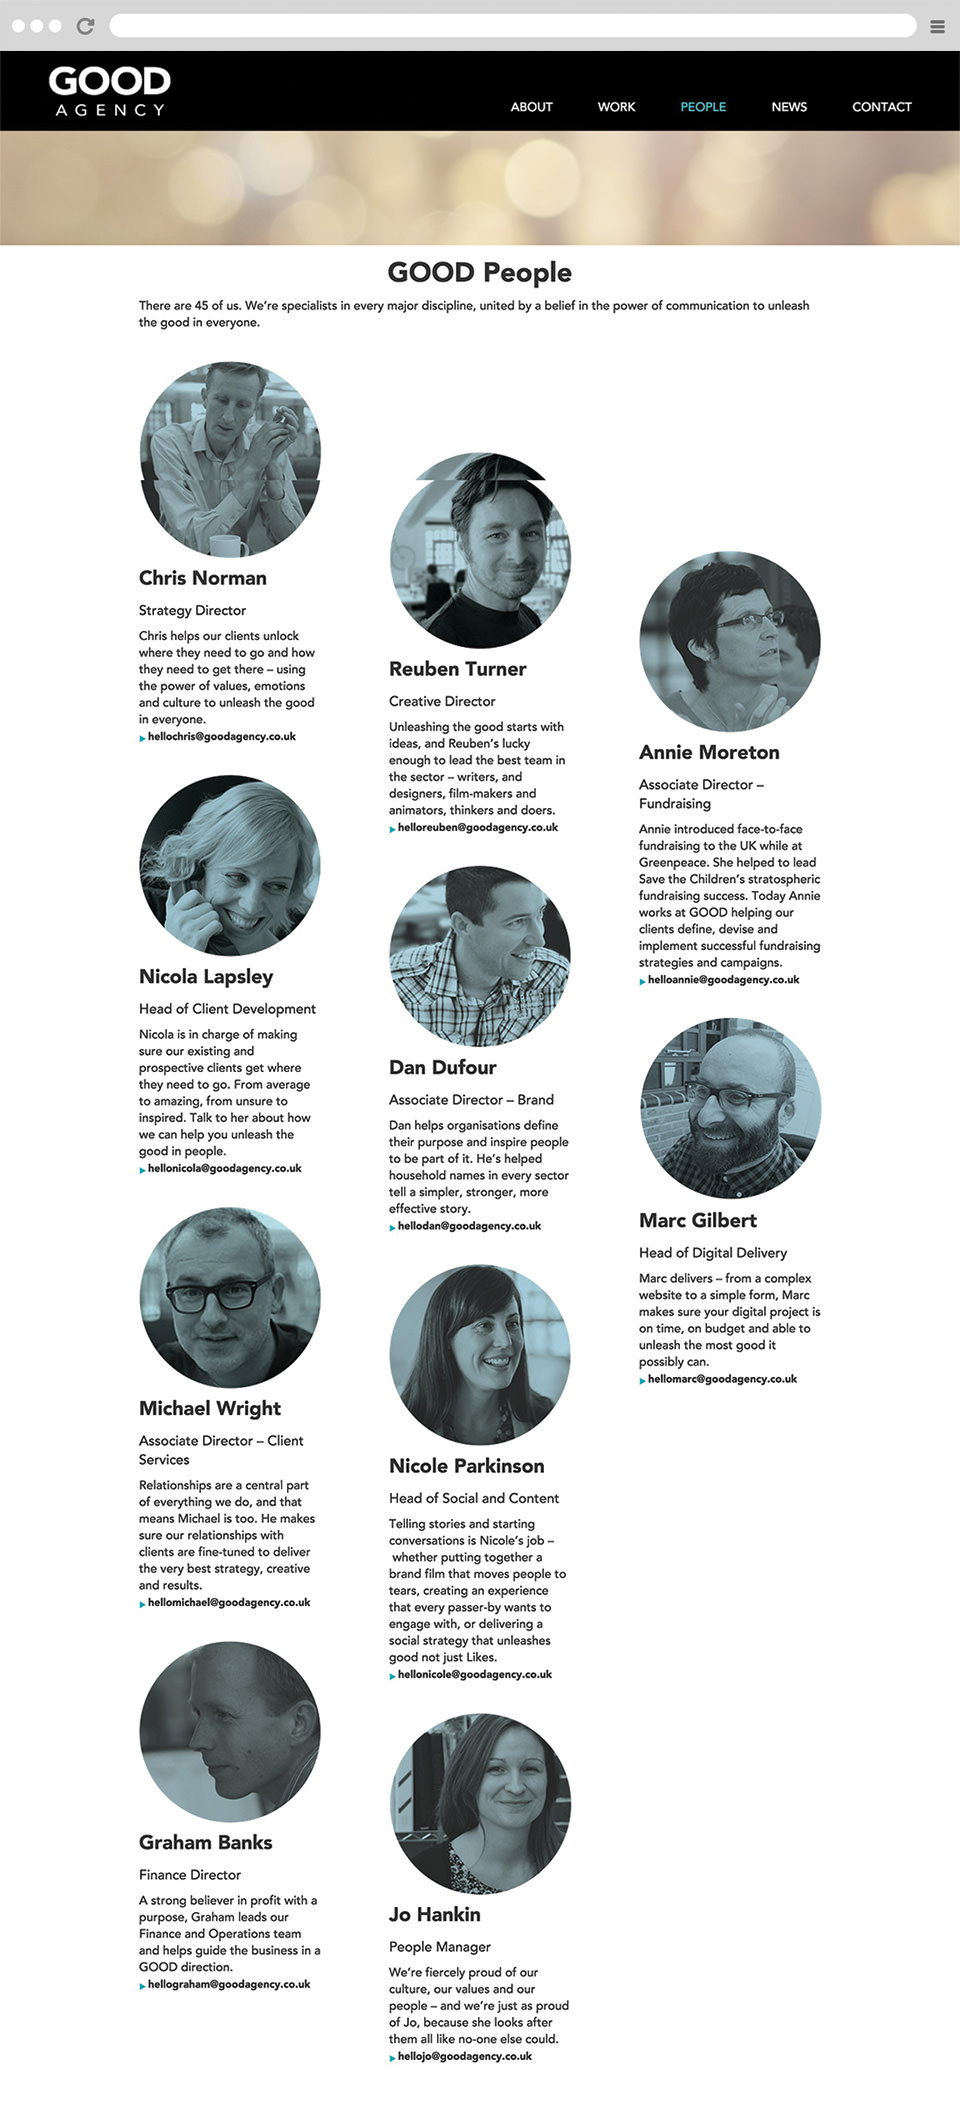 GOOD
AGENCY
ABOUT
WORK
PEOPLE
NEWS
CONTACT
GOOD People
There are 45 of us. We’re specialists in every major discipline, united by a belief in the power of communication to unleash
the good in everyone.
Chris Norman
Strategy Director
Chris helps our clients unlock
where they need to go and how
they need to get there – using
the power of values, emotions
and culture to unleash the good
in everyone.
hellochris@goodagency.co.uk
Nicola Lapsley
Head of Client Development
Nicola is in charge of making
sure our existing and
prospective clients get where
they need to go. From average
to amazing, from unsure to
inspired. Talk to her about how
we can help you unleash the
good in people.
hellonicola@goodagency.co.uk
Michael Wright
Associate Director – Client
Services
Relationships are a central part
of everything we do, and that
means Michael is too. He makes
sure our relationships with
clients are fine-tuned to deliver
the very best strategy, creative
and results.
hellomichael@goodagency.co.uk
Graham Banks
Finance Director
A strong believer in profit with a
purpose, Graham leads our
Finance and Operations team
and helps guide the business in a
GOOD direction.
hellograham@goodagency.co.uk
Reuben Turner
Creative Director
Unleashing the good starts with
ideas, and Reuben’s lucky
enough to lead the best team in
the sector – writers, and
designers, film-makers and
animators, thinkers and doers.
helloreuben@goodagency.co.uk
Dan Dufour
Associate Director – Brand
Dan helps organisations define
their purpose and inspire people
to be part of it. He’s helped
household names in every sector
tell a simpler, stronger, more
effective story.
hellodan@goodagency.co.uk
Nicole Parkinson
Head of Social and Content
Telling stories and starting
conversations is Nicole’s job –
whether putting together a
brand film that moves people to
tears, creating an experience
that every passer-by wants to
engage with, or delivering a
social strategy that unleashes
good not just Likes.
hellonicole@goodagency.co.uk
Jo Hankin
People Manager
We’re fiercely proud of our
culture, our values and our
people – and we’re just as proud
of Jo, because she looks after
them all like no-one else could.
hellojo@goodagency.co.uk
Annie Moreton
Associate Director –
Fundraising
Annie introduced face-to-face
fundraising to the UK while at
Greenpeace. She helped to lead
Save the Children’s stratospheric
fundraising success. Today Annie
works at GOOD helping our
clients define, devise and
implement successful fundraising
strategies and campaigns.
helloannie@goodagency.co.uk
Marc Gilbert
Head of Digital Delivery
Marc delivers – from a complex
website to a simple form, Marc
makes sure your digital project is
on time, on budget and able to
unleash the most good it
possibly can.
hellomarc@goodagency.co.uk